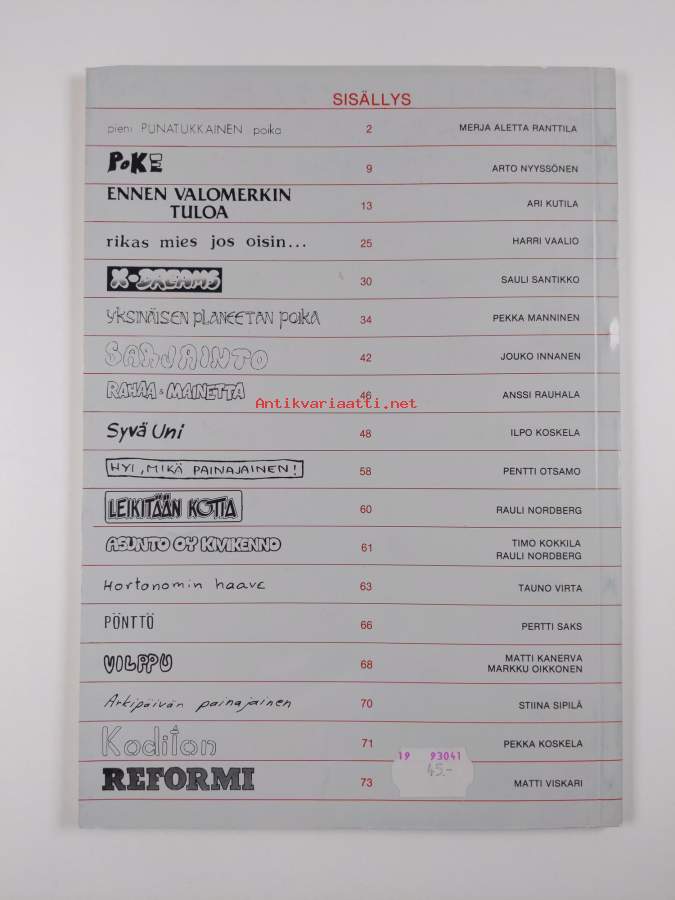 SISÄLLYS
pieni PUNATUKKAINEN poika 2 MERJA ALETTA RANTTILA
POKE 9 ARTO NYYSSÖNEN
ENNEN VALOMERKIN
TULOA 13 ARI KUTILA
rikas mies jos oisin... 25 HARRI VAALIO
X-DREAMS 30 SAULI SANTIKKO
YKSINÄISEN PLANEETAN POIKA 34 PEKKA MANNINEN
SARJAINTO 42 JOUKO INNANEN
RAHAA & MAINETTA 46 ANSSI RAUHALA
Antikvariaatti.net
Syvä Uni 48 ILPO KOSKELA
HYI, MIKÄ PAINAJAINEN! 58 PENTTI OTSAMO
LEIKITÄÄN KOTIA 60 RAULI NORDBERG
ASUNTO OY KIVIKENNO 61 TIMO KOKKILA
RAULI NORDBERG
Hortonomin haave 63 TAUNO VIRTA
PÖNTTÖ 66 PERTTI SAKS
VILPPU 68 MATTI KANERVA
MARKKU OIKKONEN
Arkipäivän painajainen 70 STIINA SIPILÄ
Koditon 71 PEKKA KOSKELA
19 93041
45.-
REFORMI 73 MATTI VISKARI